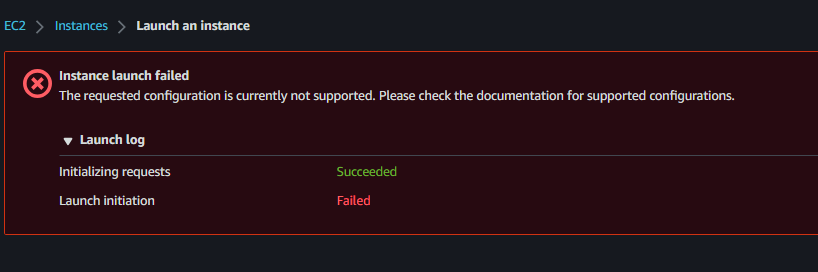 EC2 > Instances > Launch an instance
Instance launch failed
The requested configuration is currently not supported. Please check the documentation for supported configurations.
Launch log
Initializing requests Succeeded
Launch initiation Failed